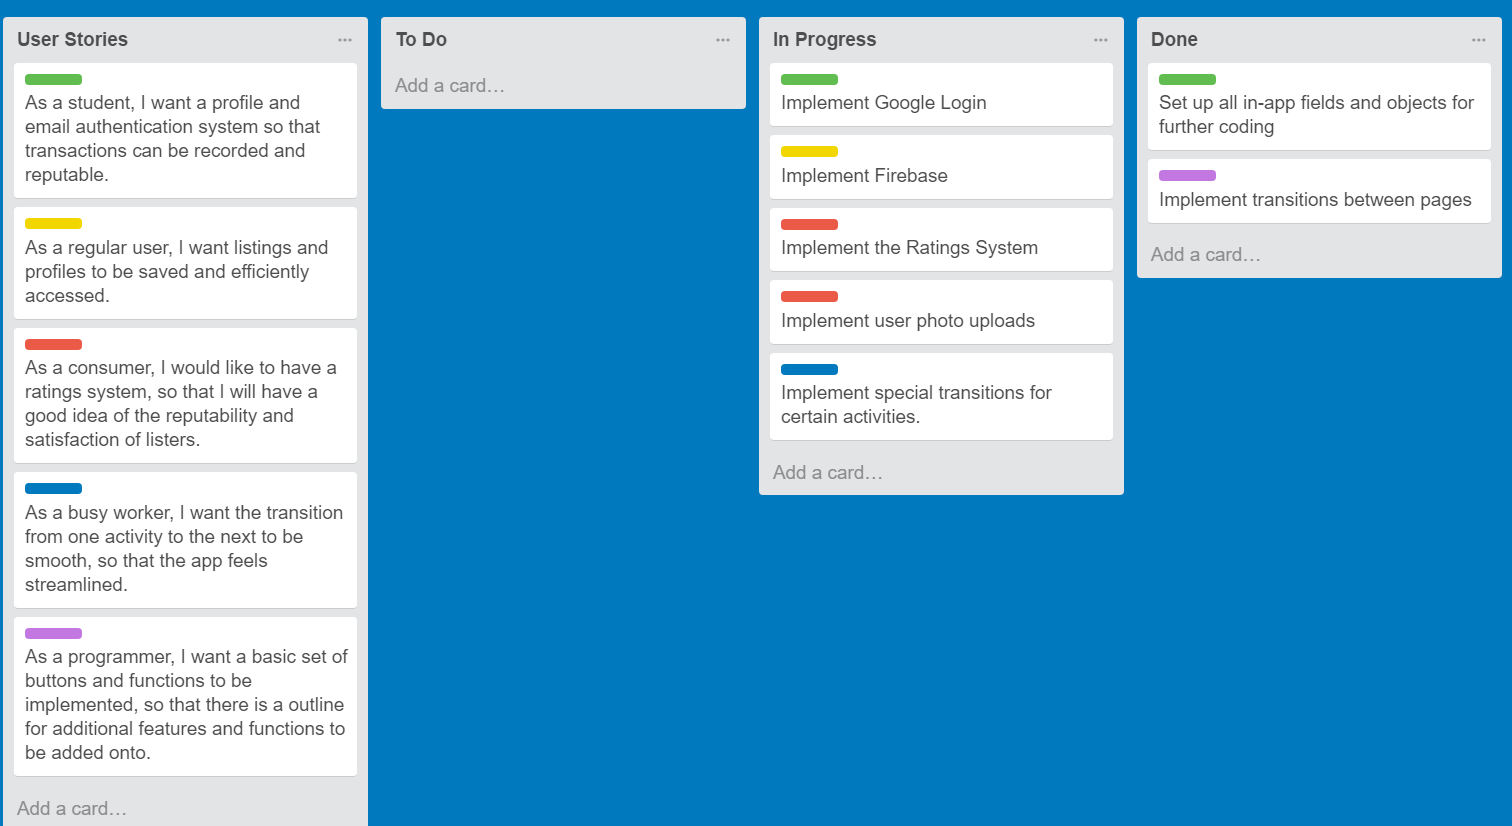 User Stories
As a student, I want a profile and
email authentication system so that
transactions can be recorded and
reputable.
As a regular user, I want listings and
profiles to be saved and efficiently
accessed.
As a consumer, I would like to have a
ratings system, so that I will have a
good idea of the reputability and
satisfaction of listers.
As a busy worker, I want the transition
from one activity to the next to be
smooth, so that the app feels
streamlined.
As a programmer, I want a basic set of
buttons and functions to be
implemented, so that there is a outline
for additional features and functions to
be added onto.
Add a card…
To Do
Add a card…
In Progress
Implement Google Login
Implement Firebase
Implement the Ratings System
Implement user photo uploads
Implement special transitions for
certain activities.
Add a card…
Done
Set up all in-app fields and objects for
further coding
Implement transitions between pages
Add a card…